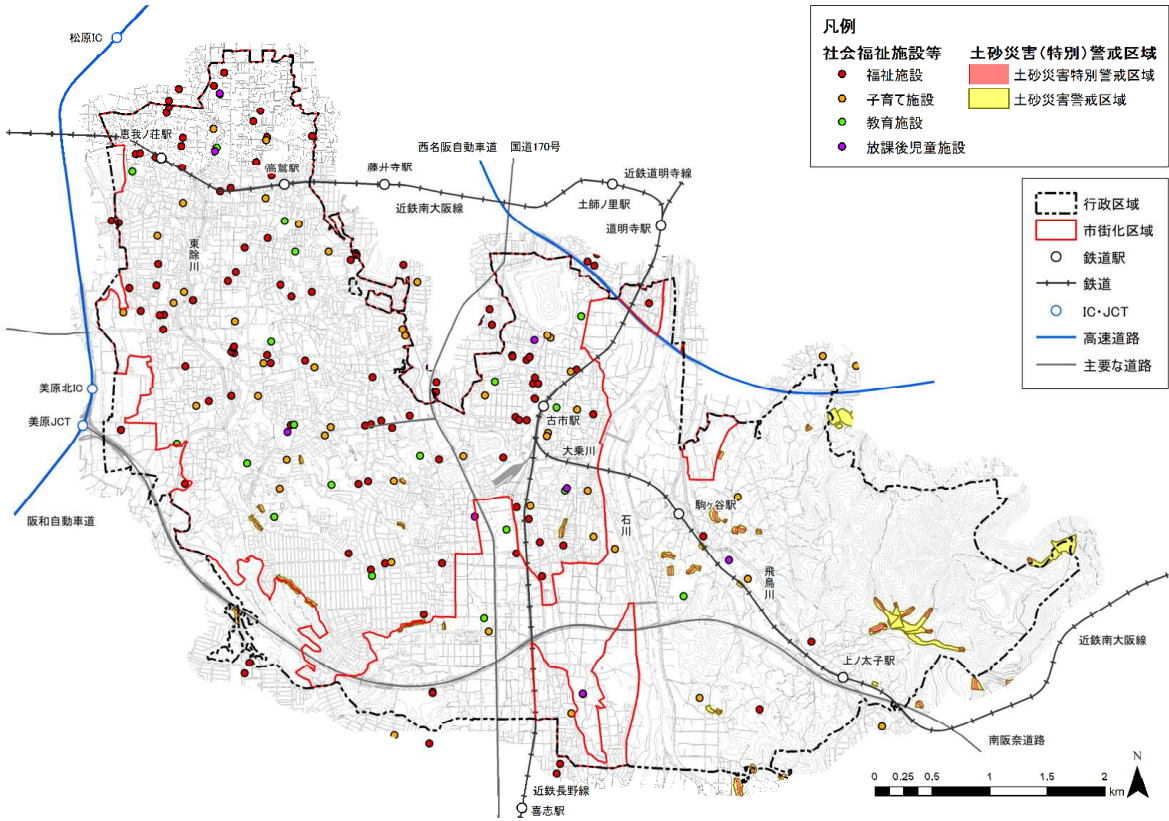 松原IC
恵我ノ荘駅
高鷲駅
藤井寺駅
西名阪自動車道
国道170号
近鉄南大阪線
近鉄道明寺線
土師ノ里駅
道明寺駅
東除川
美原北IC
美原JCT
阪和自動車道
古市駅
大乗川
石川
駒ヶ谷駅
飛鳥川
上ノ太子駅
近鉄南大阪線
南阪奈道路
近鉄長野線
喜志駅
凡例
社会福祉施設等
福祉施設
子育て施設
教育施設
放課後児童施設
土砂災害(特別)警戒区域
土砂災害特別警戒区域
土砂災害警戒区域
行政区域
市街化区域
鉄道駅
鉄道
IC・JCT
高速道路
主要な道路
N
0 0.25 0.5 1 1.5 2
km